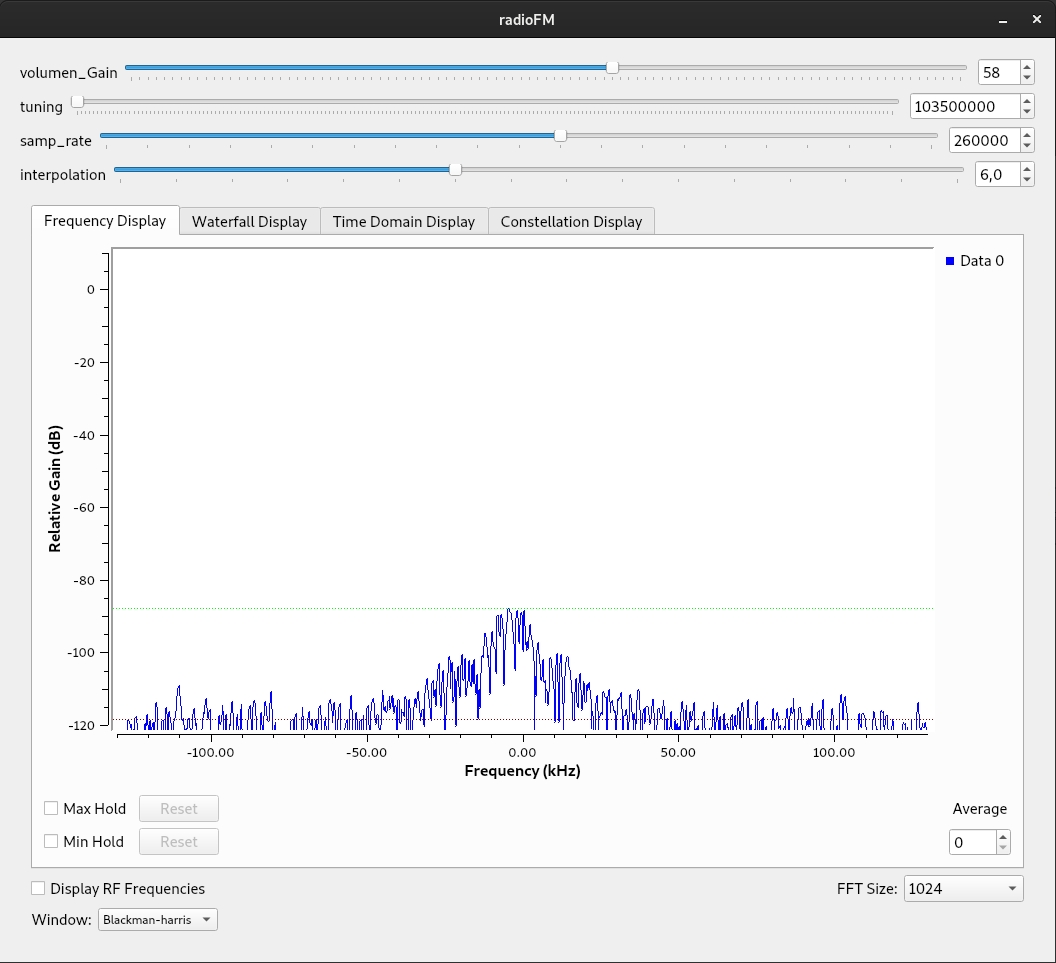 radioFM
volumen_Gain 58
tuning 103500000
samp_rate 260000
interpolation 6,0
Frequency Display Waterfall Display Time Domain Display Constellation Display
Data 0
0
-20
-40
-60
-80
-100
-120
Relative Gain (dB)
-100.00 -50.00 0.00 50.00 100.00
Frequency (kHz)
Max Hold Reset Average
Min Hold Reset 0
Display RF Frequencies FFT Size: 1024
Window: Blackman-harris